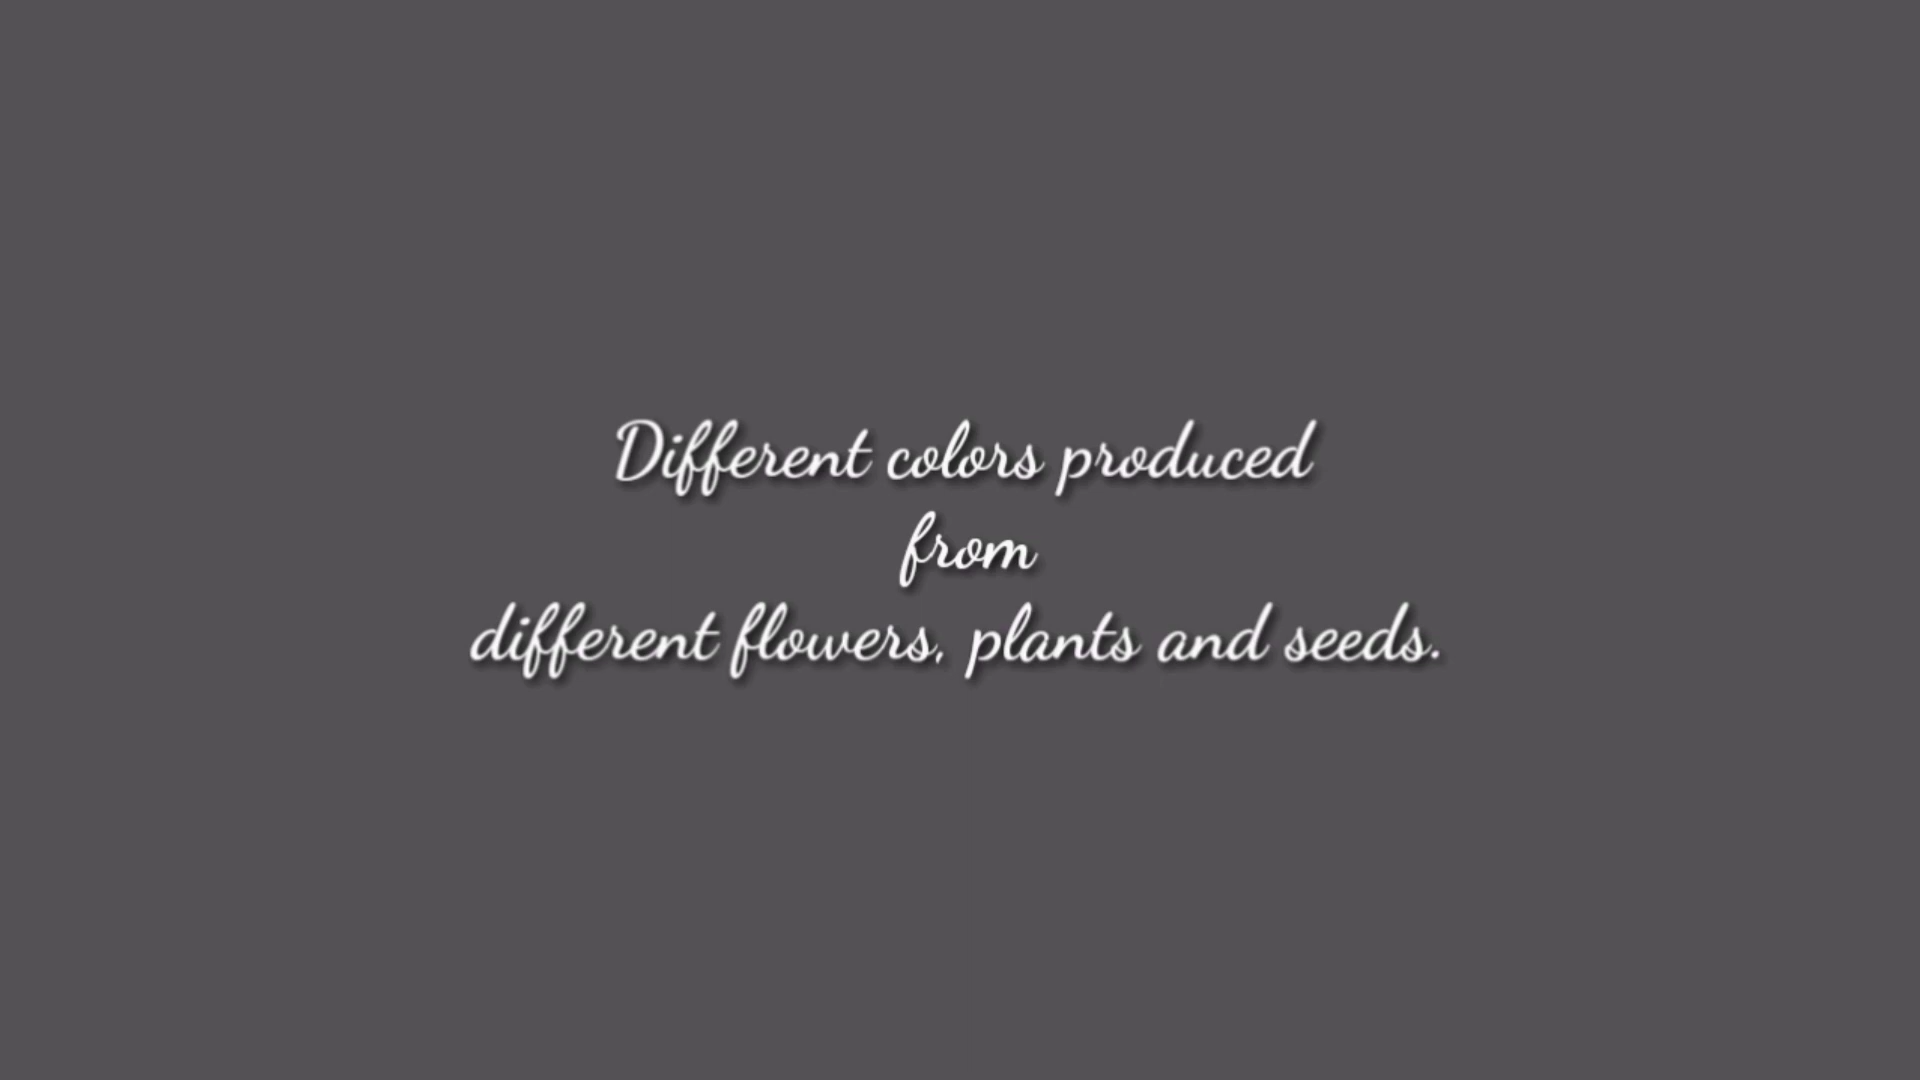 Different colors produced
from
different flowers, plants and seeds.